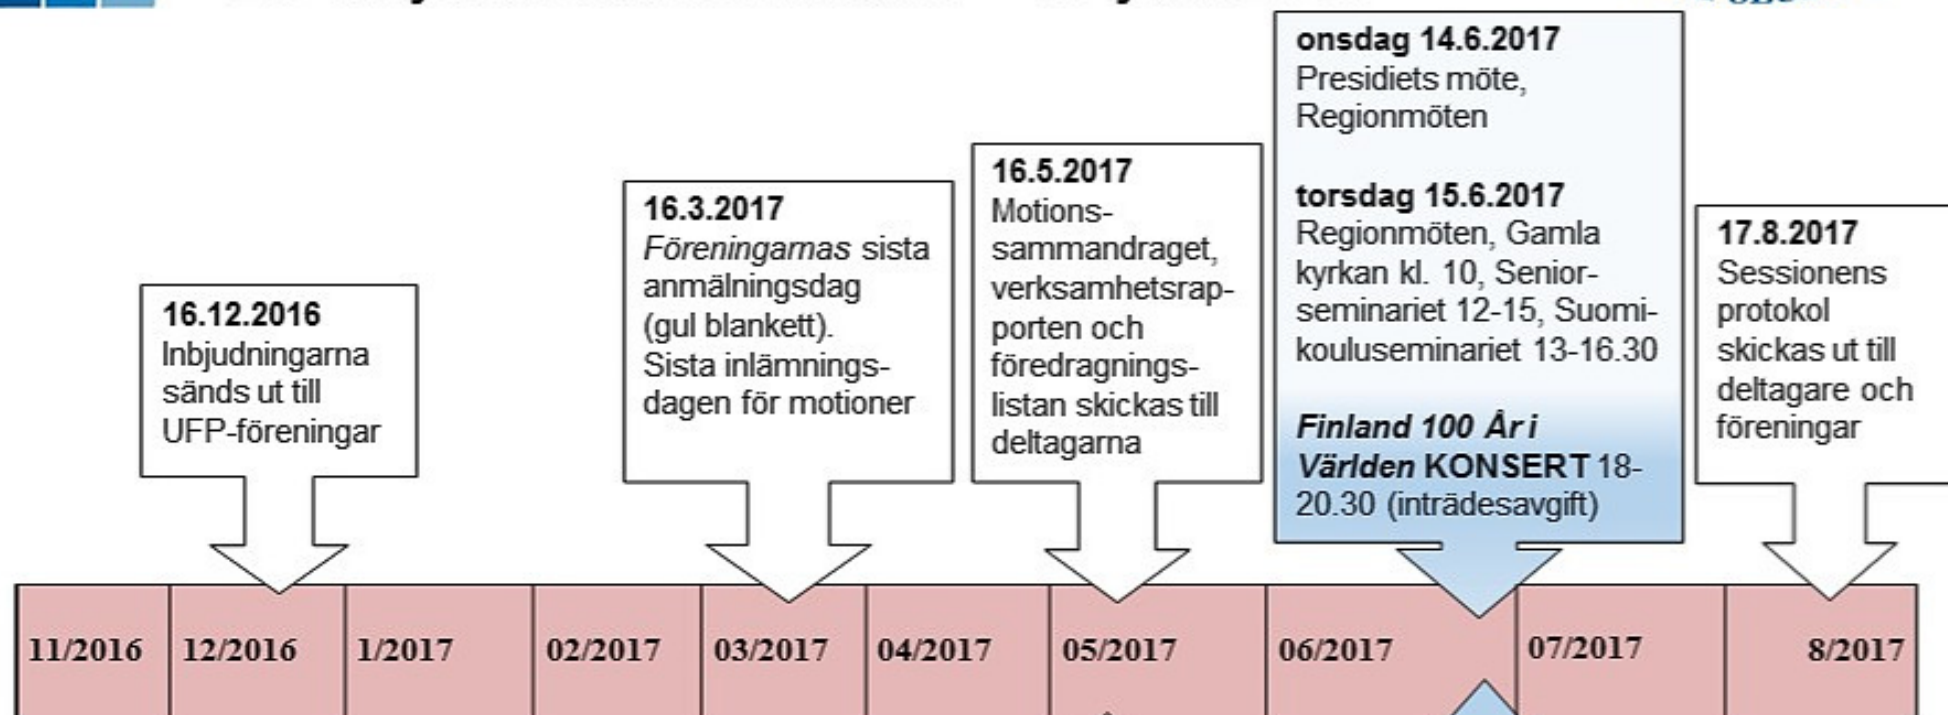 16.12.2016
Inbjudningarna
sänds ut till
UFP-föreningar
16.3.2017
Föreningarnas sista
anmälningsdag
(gul blankett).
Sista inlämnings-
dagen för motioner
16.5.2017
Motions-
sammandraget,
verksamhetsrap-
porten och
föredragnings-
listan skickas till
deltagarna
onsdag 14.6.2017
Presidiets möte,
Regionmöten
torsdag 15.6.2017
Regionmöten, Gamla
kyrkan kl. 10, Senior-
seminariet 12-15, Suomi-
kouluseminariet 13-16.30
Finland 100 År i
Världen KONSERT 18-
20.30 (inträdesavgift)
17.8.2017
Sessionens
protokol
skickas ut till
deltagare och
föreningar
11/2016 12/2016 1/2017 02/2017 03/2017 04/2017 05/2017 06/2017 07/2017 8/2017